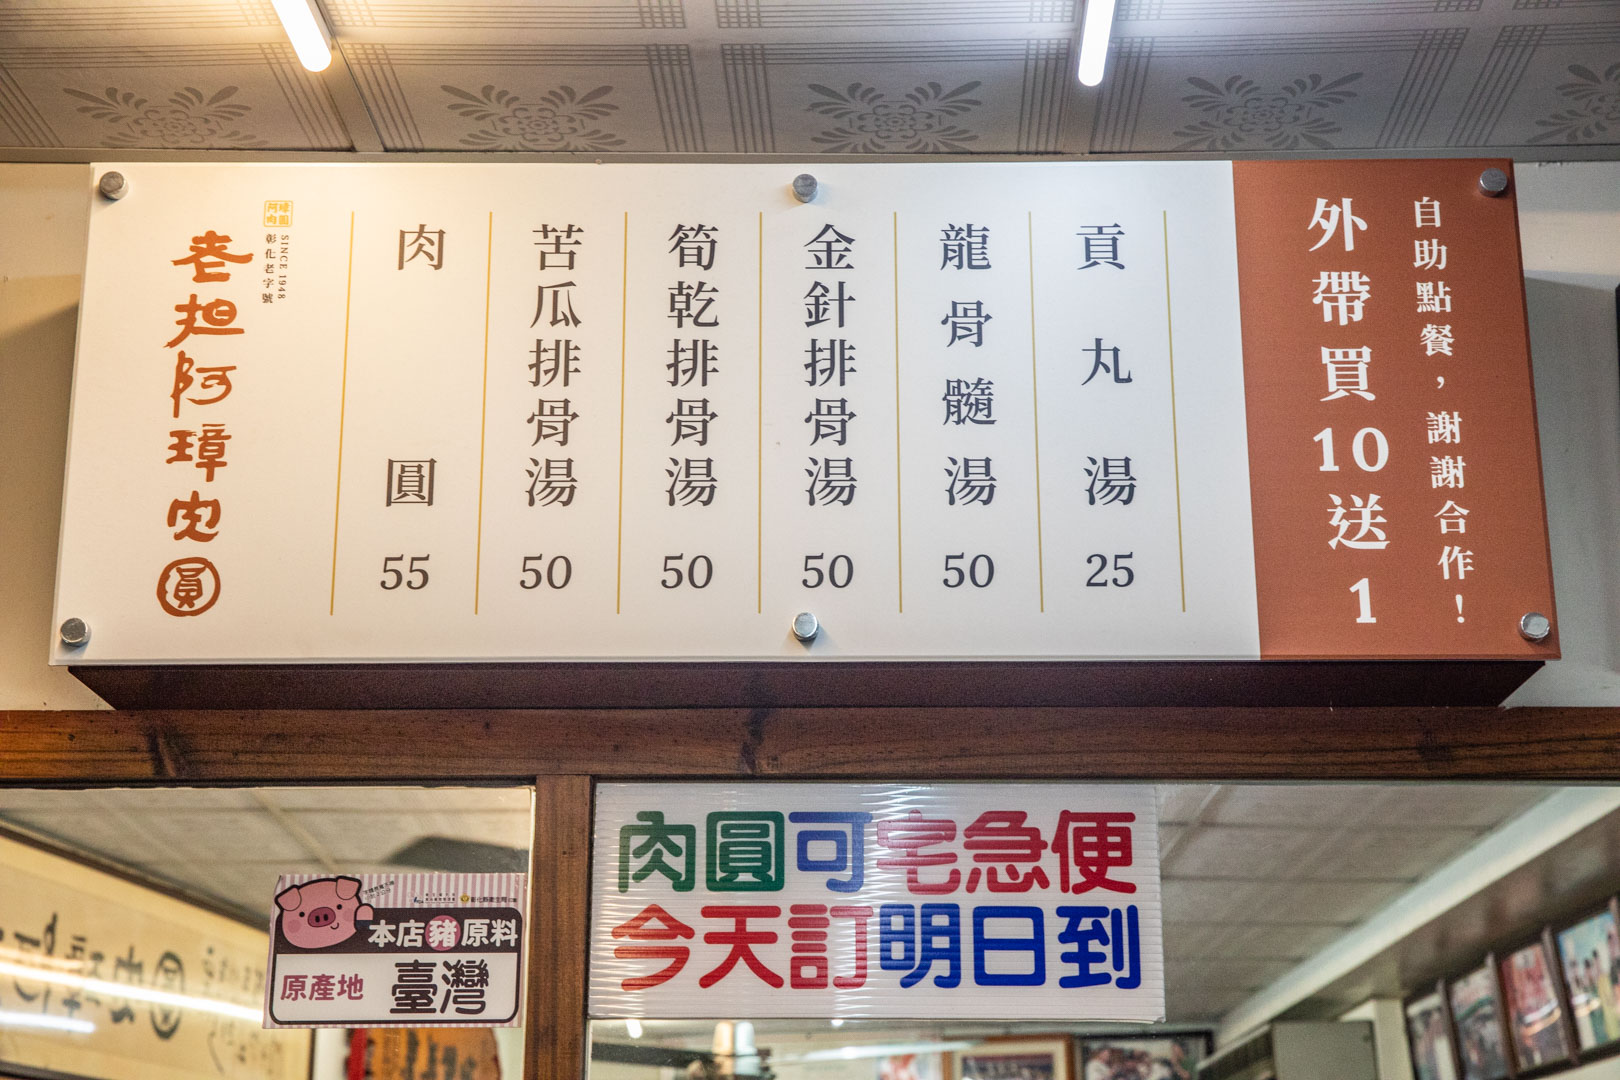 老担阿璋肉圓
阿璋肉圓
SINCE 1948
彰化老字號
肉圓 55
苦瓜排骨湯 50
筍乾排骨湯 50
金針排骨湯 50
龍骨髓湯 50
貢丸湯 25
外帶買10送1
自助點餐，謝謝合作！
肉圓可宅急便
今天訂明日到
本店豬原料
原產地 臺灣